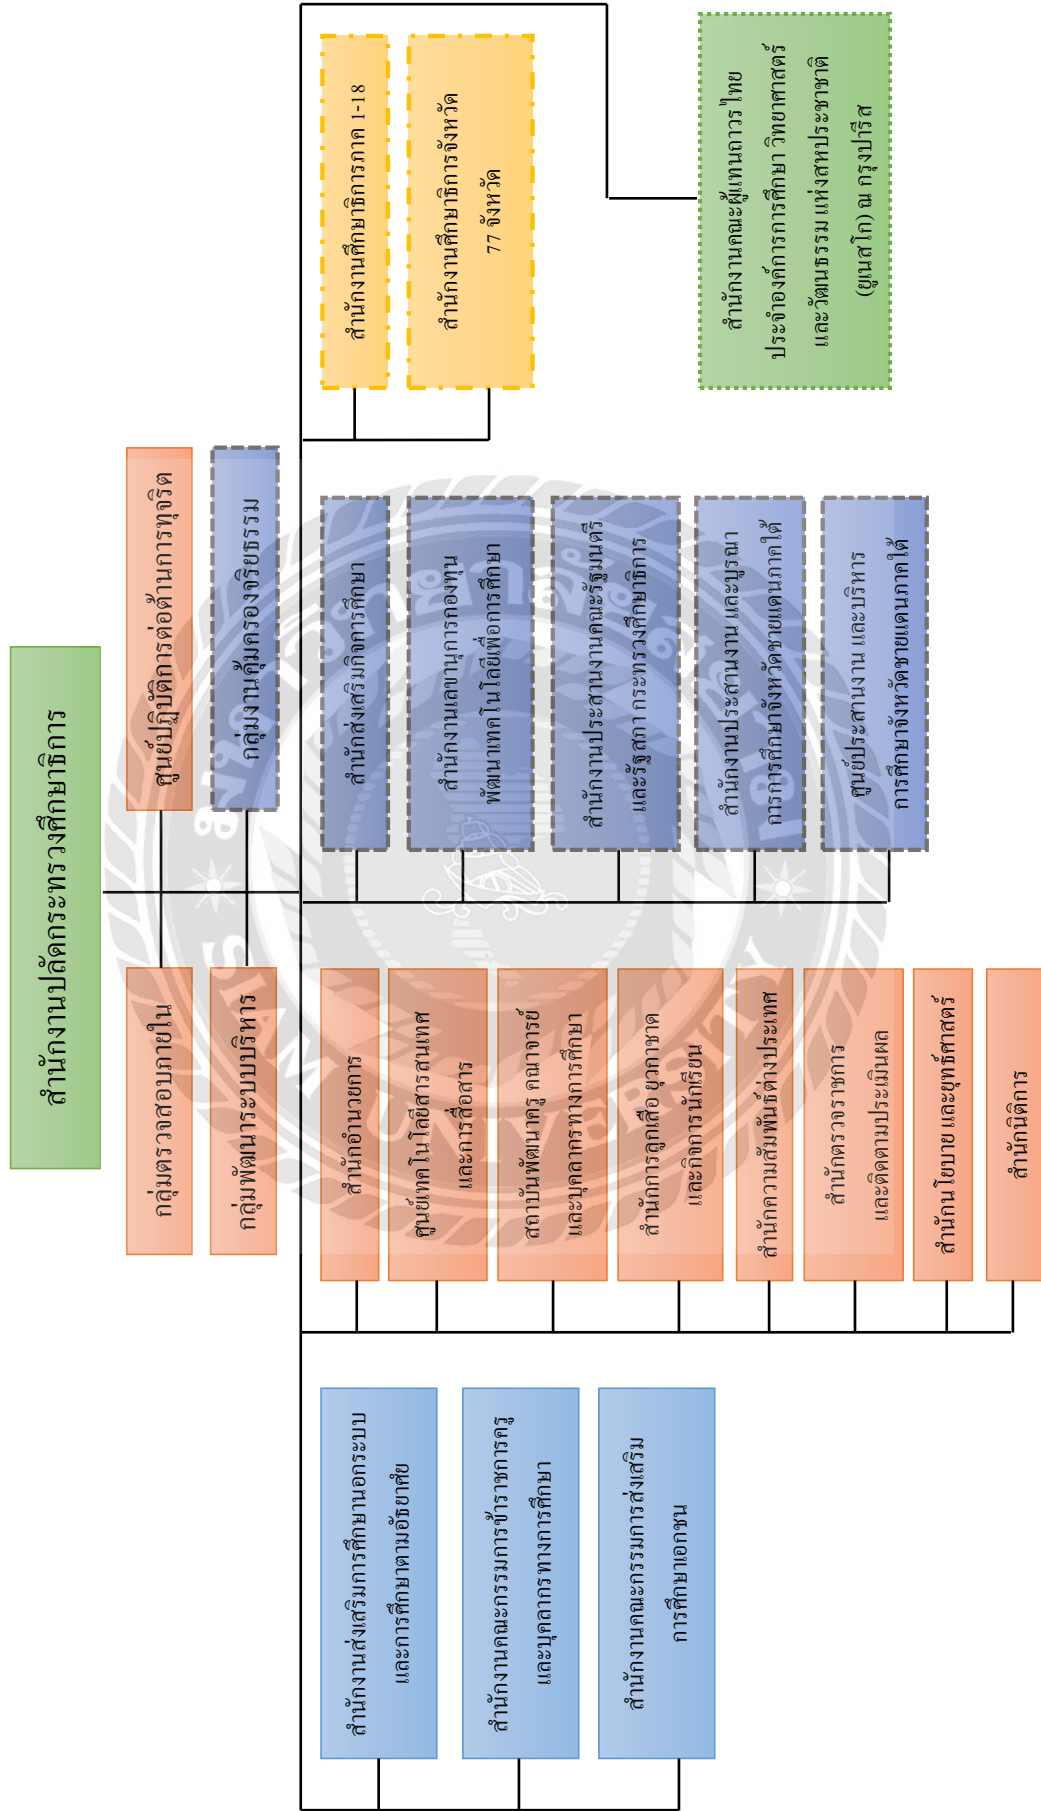 สำนักงานปลัดกระทรวงศึกษาธิการ
กลุ่มตรวจสอบภายใน
ศูนย์ปฏิบัติการต่อต้านการทุจริต
กลุ่มพัฒนาระบบบริหาร
กลุ่มงานคุ้มครองจริยธรรม
สำนักงานส่งเสริมการศึกษานอกระบบ
และการศึกษาตามอัธยาศัย
สำนักงานคณะกรรมการข้าราชการครู
และบุคลากรทางการศึกษา
สำนักงานคณะกรรมการส่งเสริม
การศึกษาเอกชน
สำนักอำนวยการ
ศูนย์เทคโนโลยีสารสนเทศ
และการสื่อสาร
สถาบันพัฒนาครู คณาจารย์
และบุคลากรทางการศึกษา
สำนักการลูกเสือ ยุวกาชาด
และกิจการนักเรียน
สำนักความสัมพันธ์ต่างประเทศ
สำนักตรวจราชการ
และติดตามประเมินผล
สำนักนโยบาย และยุทธ์ศาสตร์
สำนักนิติการ
สำนักส่งเสริมกิจการศึกษา
สำนักงานเลขานุการกองทุน
พัฒนาเทคโนโลยีเพื่อการศึกษา
สำนักงานประสานงานคณะรัฐมนตรี
และรัฐสภา กระทรวงศึกษาธิการ
สำนักงานประสานงาน และบูรณา
การการศึกษาจังหวัดชายแดนภาคใต้
ศูนย์ประสานงาน และบริหาร
การศึกษาจังหวัดชายแดนภาคใต้
สำนักงานศึกษาธิการภาค 1-18
สำนักงานศึกษาธิการจังหวัด
77 จังหวัด
สำนักงานคณะผู้แทนถาวรไทย
ประจำองค์การการศึกษา วิทยาศาสตร์
และวัฒนธรรม แห่งสหประชาชาติ
(ยูเนสโก) ณ กรุงปารีส
มหาวิทยาลัยสยาม
SIAM UNIVERSITY